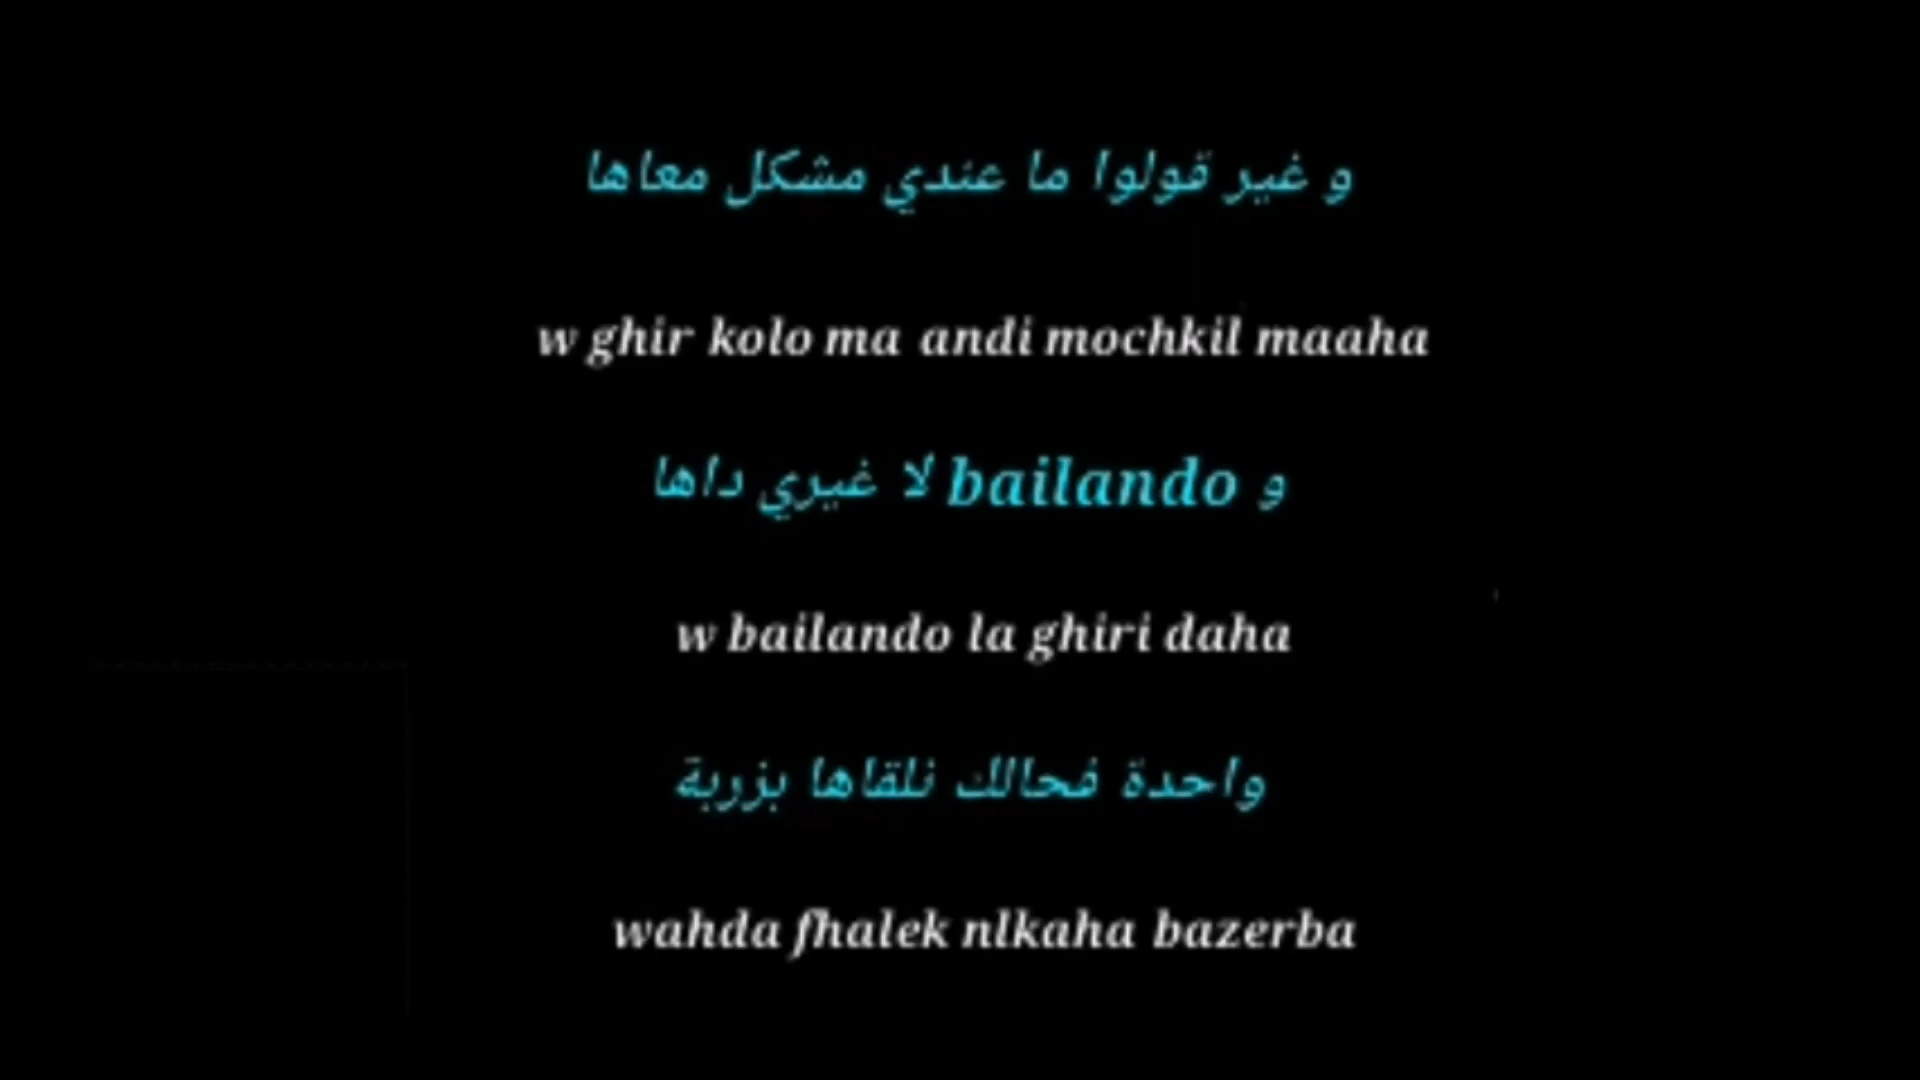 و غير قولوا ما عندي مشكل معاها
w ghir kolo ma andi mochkil maaha
و bailando لا غيري داها
w bailando la ghiri daha
واحدة فحالك نلقاها بزربة
wahda fhalek nlkaha bazerba